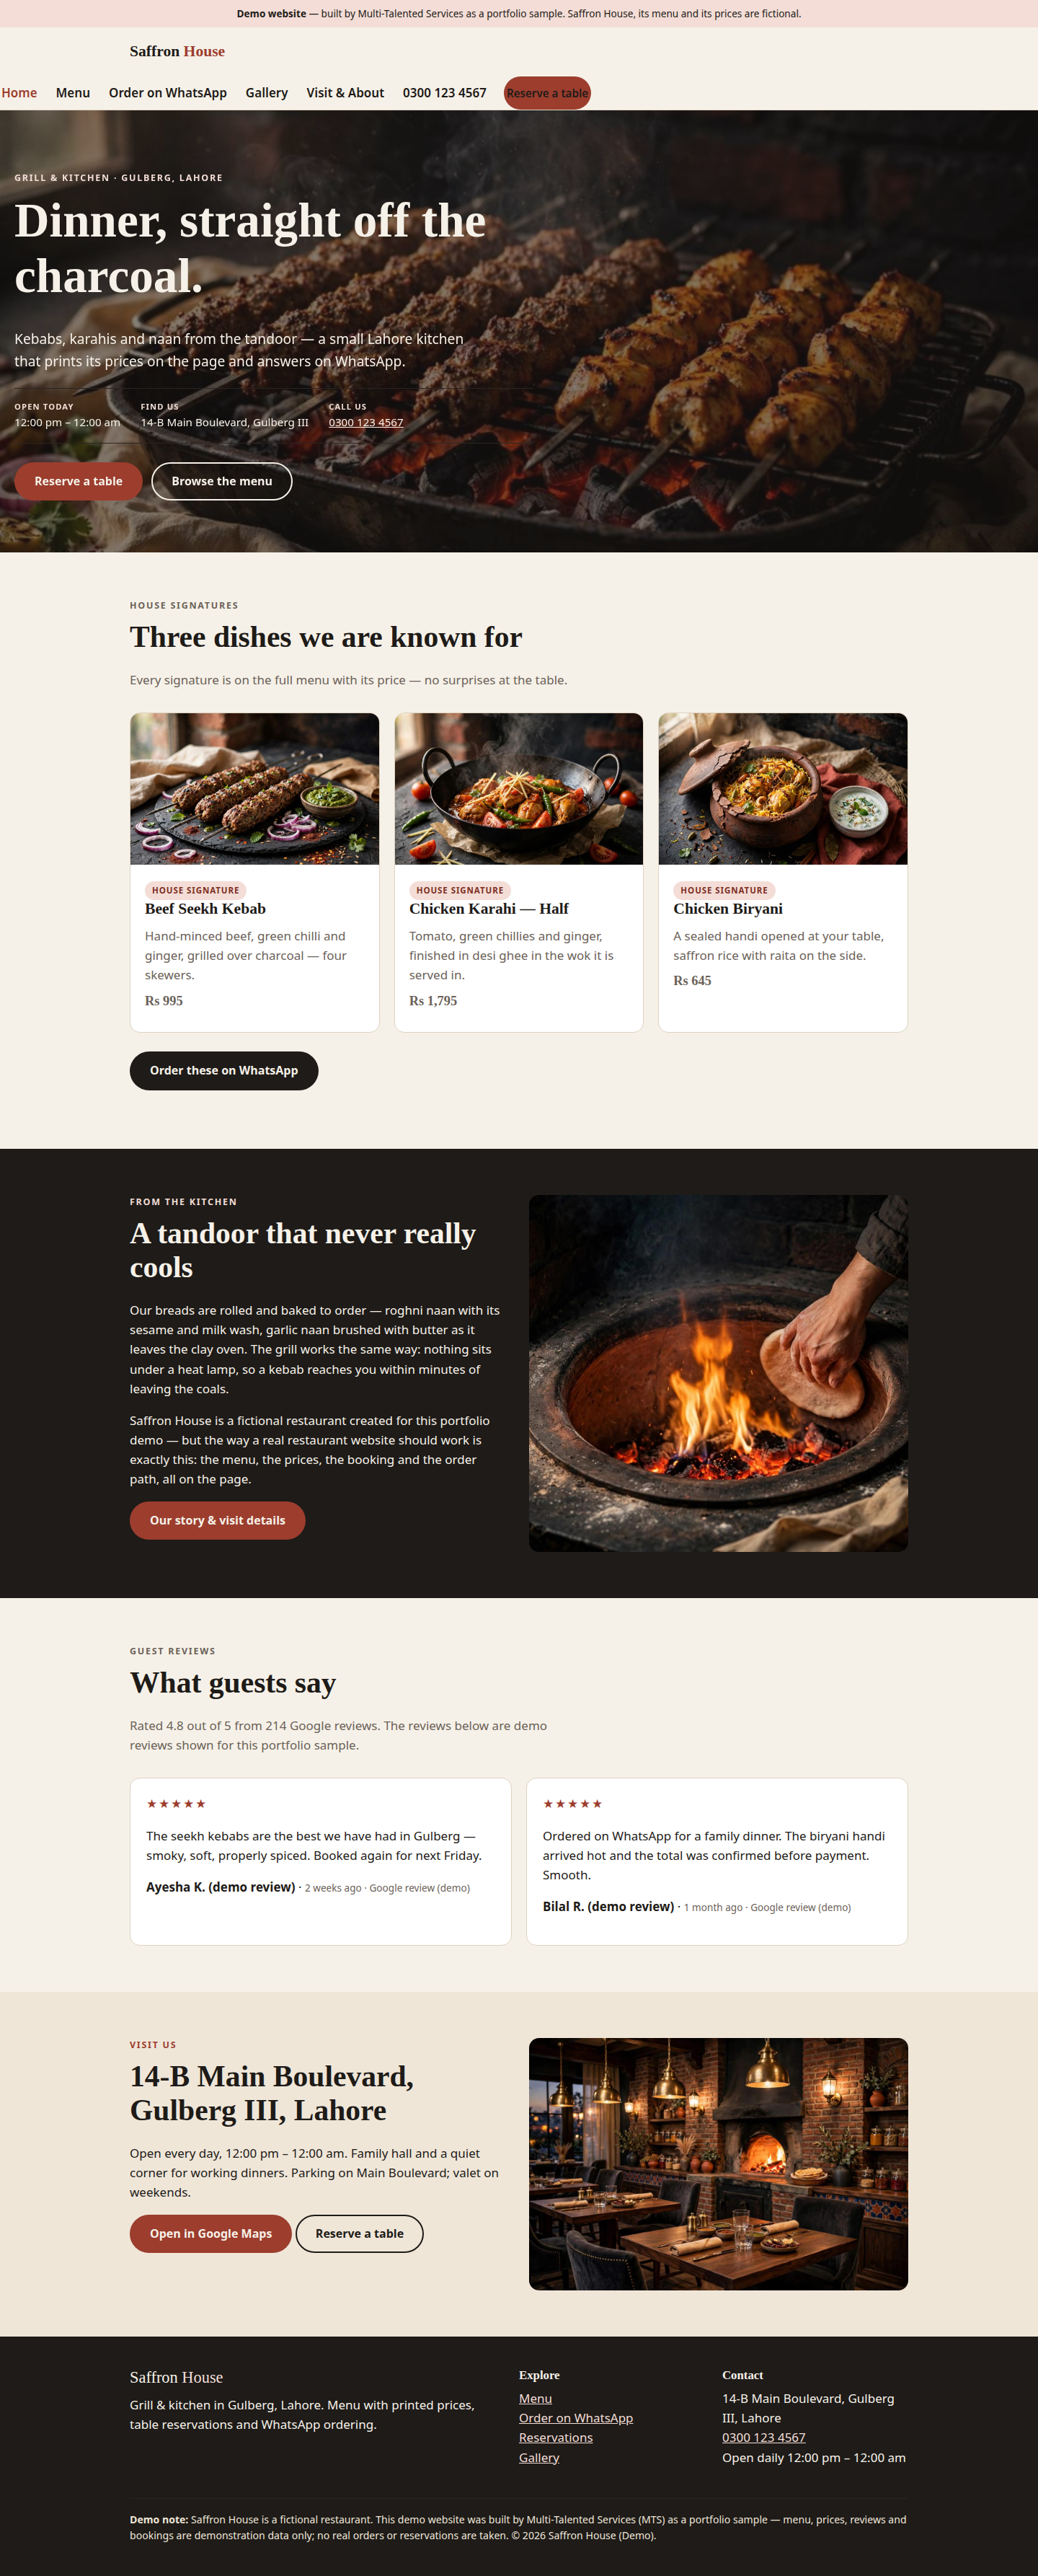 Demo website — built by Multi-Talented Services as a portfolio sample. Saffron House, its menu and its prices are fictional.
Saffron House
Home Menu Order on WhatsApp Gallery Visit & About 0300 123 4567 Reserve a table
GRILL & KITCHEN · GULBERG, LAHORE
Dinner, straight off the
charcoal.
Kebabs, karahis and naan from the tandoor — a small Lahore kitchen
that prints its prices on the page and answers on WhatsApp.
OPEN TODAY FIND US CALL US
12:00 pm – 12:00 am 14-B Main Boulevard, Gulberg III 0300 123 4567
Reserve a table Browse the menu
HOUSE SIGNATURES
Three dishes we are known for
Every signature is on the full menu with its price — no surprises at the table.
HOUSE SIGNATURE
Beef Seekh Kebab
Hand-minced beef, green chilli and
ginger, grilled over charcoal — four
skewers.
Rs 995
HOUSE SIGNATURE
Chicken Karahi — Half
Tomato, green chillies and ginger,
finished in desi ghee in the wok it is
served in.
Rs 1,795
HOUSE SIGNATURE
Chicken Biryani
A sealed handi opened at your table,
saffron rice with raita on the side.
Rs 645
Order these on WhatsApp
FROM THE KITCHEN
A tandoor that never really
cools
Our breads are rolled and baked to order — roghni naan with its
sesame and milk wash, garlic naan brushed with butter as it
leaves the clay oven. The grill works the same way: nothing sits
under a heat lamp, so a kebab reaches you within minutes of
leaving the coals.
Saffron House is a fictional restaurant created for this portfolio
demo — but the way a real restaurant website should work is
exactly this: the menu, the prices, the booking and the order
path, all on the page.
Our story & visit details
GUEST REVIEWS
What guests say
Rated 4.8 out of 5 from 214 Google reviews. The reviews below are demo
reviews shown for this portfolio sample.
★★★★★
The seekh kebabs are the best we have had in Gulberg —
smoky, soft, properly spiced. Booked again for next Friday.
Ayesha K. (demo review) · 2 weeks ago · Google review (demo)
★★★★★
Ordered on WhatsApp for a family dinner. The biryani handi
arrived hot and the total was confirmed before payment.
Smooth.
Bilal R. (demo review) · 1 month ago · Google review (demo)
VISIT US
14-B Main Boulevard,
Gulberg III, Lahore
Open every day, 12:00 pm – 12:00 am. Family hall and a quiet
corner for working dinners. Parking on Main Boulevard; valet on
weekends.
Open in Google Maps Reserve a table
Saffron House
Grill & kitchen in Gulberg, Lahore. Menu with printed prices,
table reservations and WhatsApp ordering.
Explore
Menu
Order on WhatsApp
Reservations
Gallery
Contact
14-B Main Boulevard, Gulberg
III, Lahore
0300 123 4567
Open daily 12:00 pm – 12:00 am
Demo note: Saffron House is a fictional restaurant. This demo website was built by Multi-Talented Services (MTS) as a portfolio sample — menu, prices, reviews and
bookings are demonstration data only; no real orders or reservations are taken. © 2026 Saffron House (Demo).